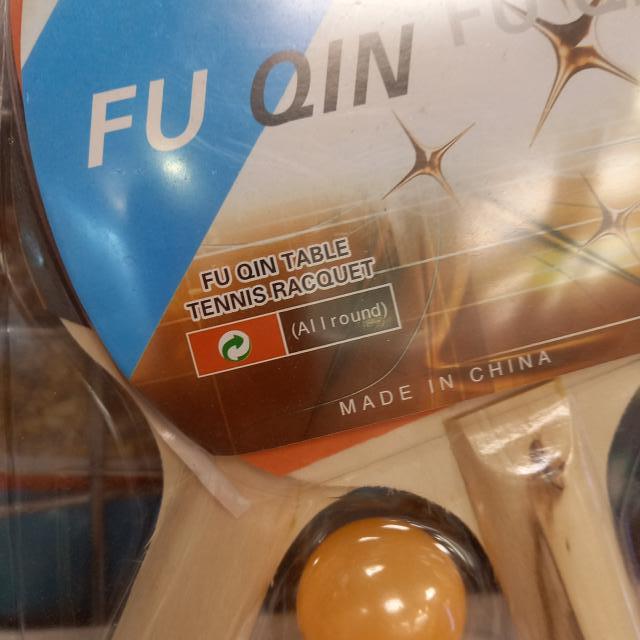 FU QIN
FU QIN TABLE
TENNIS RACQUET
(All round)
MADE IN CHINA